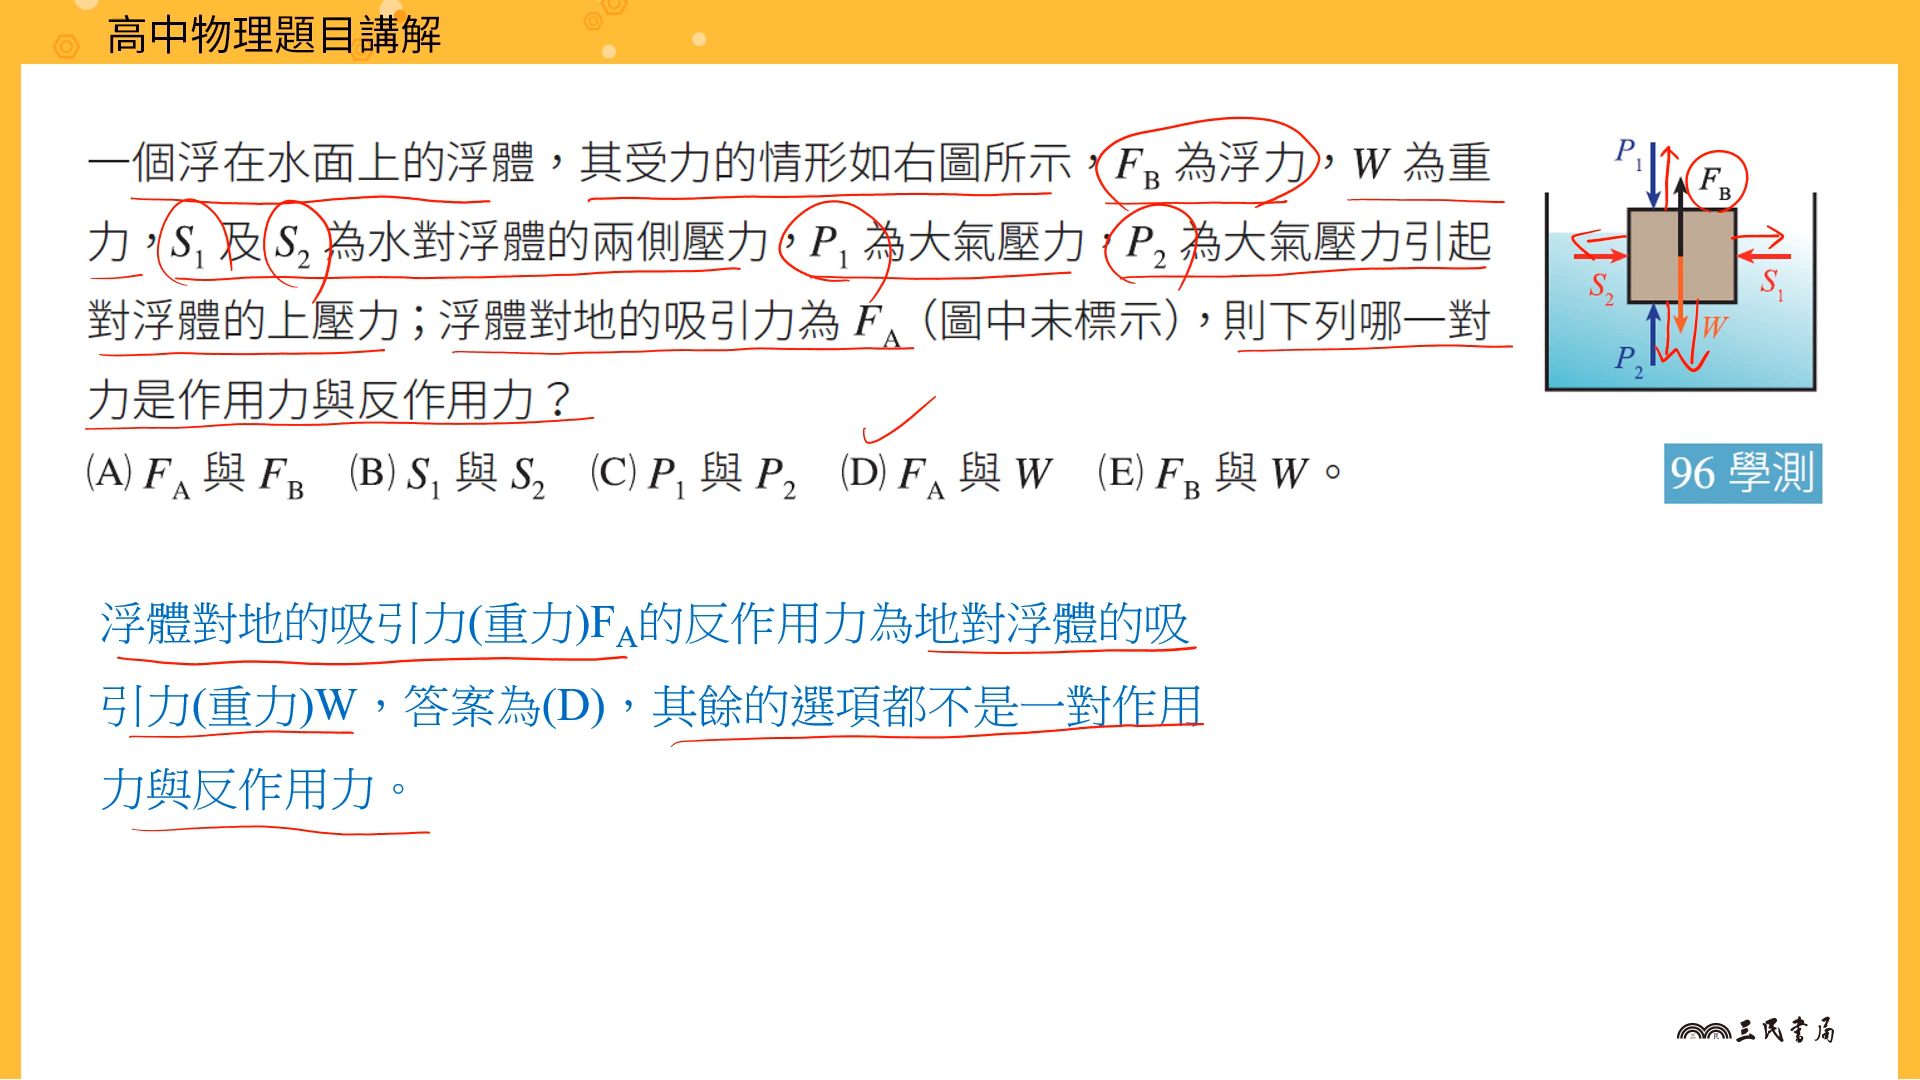 高中物理題目講解
一個浮在水面上的浮體，其受力的情形如右圖所示，FB 為浮力，W 為重
力，S1 及 S2 為水對浮體的兩側壓力，P1 為大氣壓力，P2 為大氣壓力引起
對浮體的上壓力；浮體對地的吸引力為 FA（圖中未標示），則下列哪一對
力是作用力與反作用力？
(A) FA 與 FB (B) S1 與 S2 (C) P1 與 P2 (D) FA 與 W (E) FB 與 W。
P1
FB
S2
S1
W
P2
96 學測
浮體對地的吸引力(重力)FA的反作用力為地對浮體的吸
引力(重力)W，答案為(D)，其餘的選項都不是一對作用
力與反作用力。
三民書局